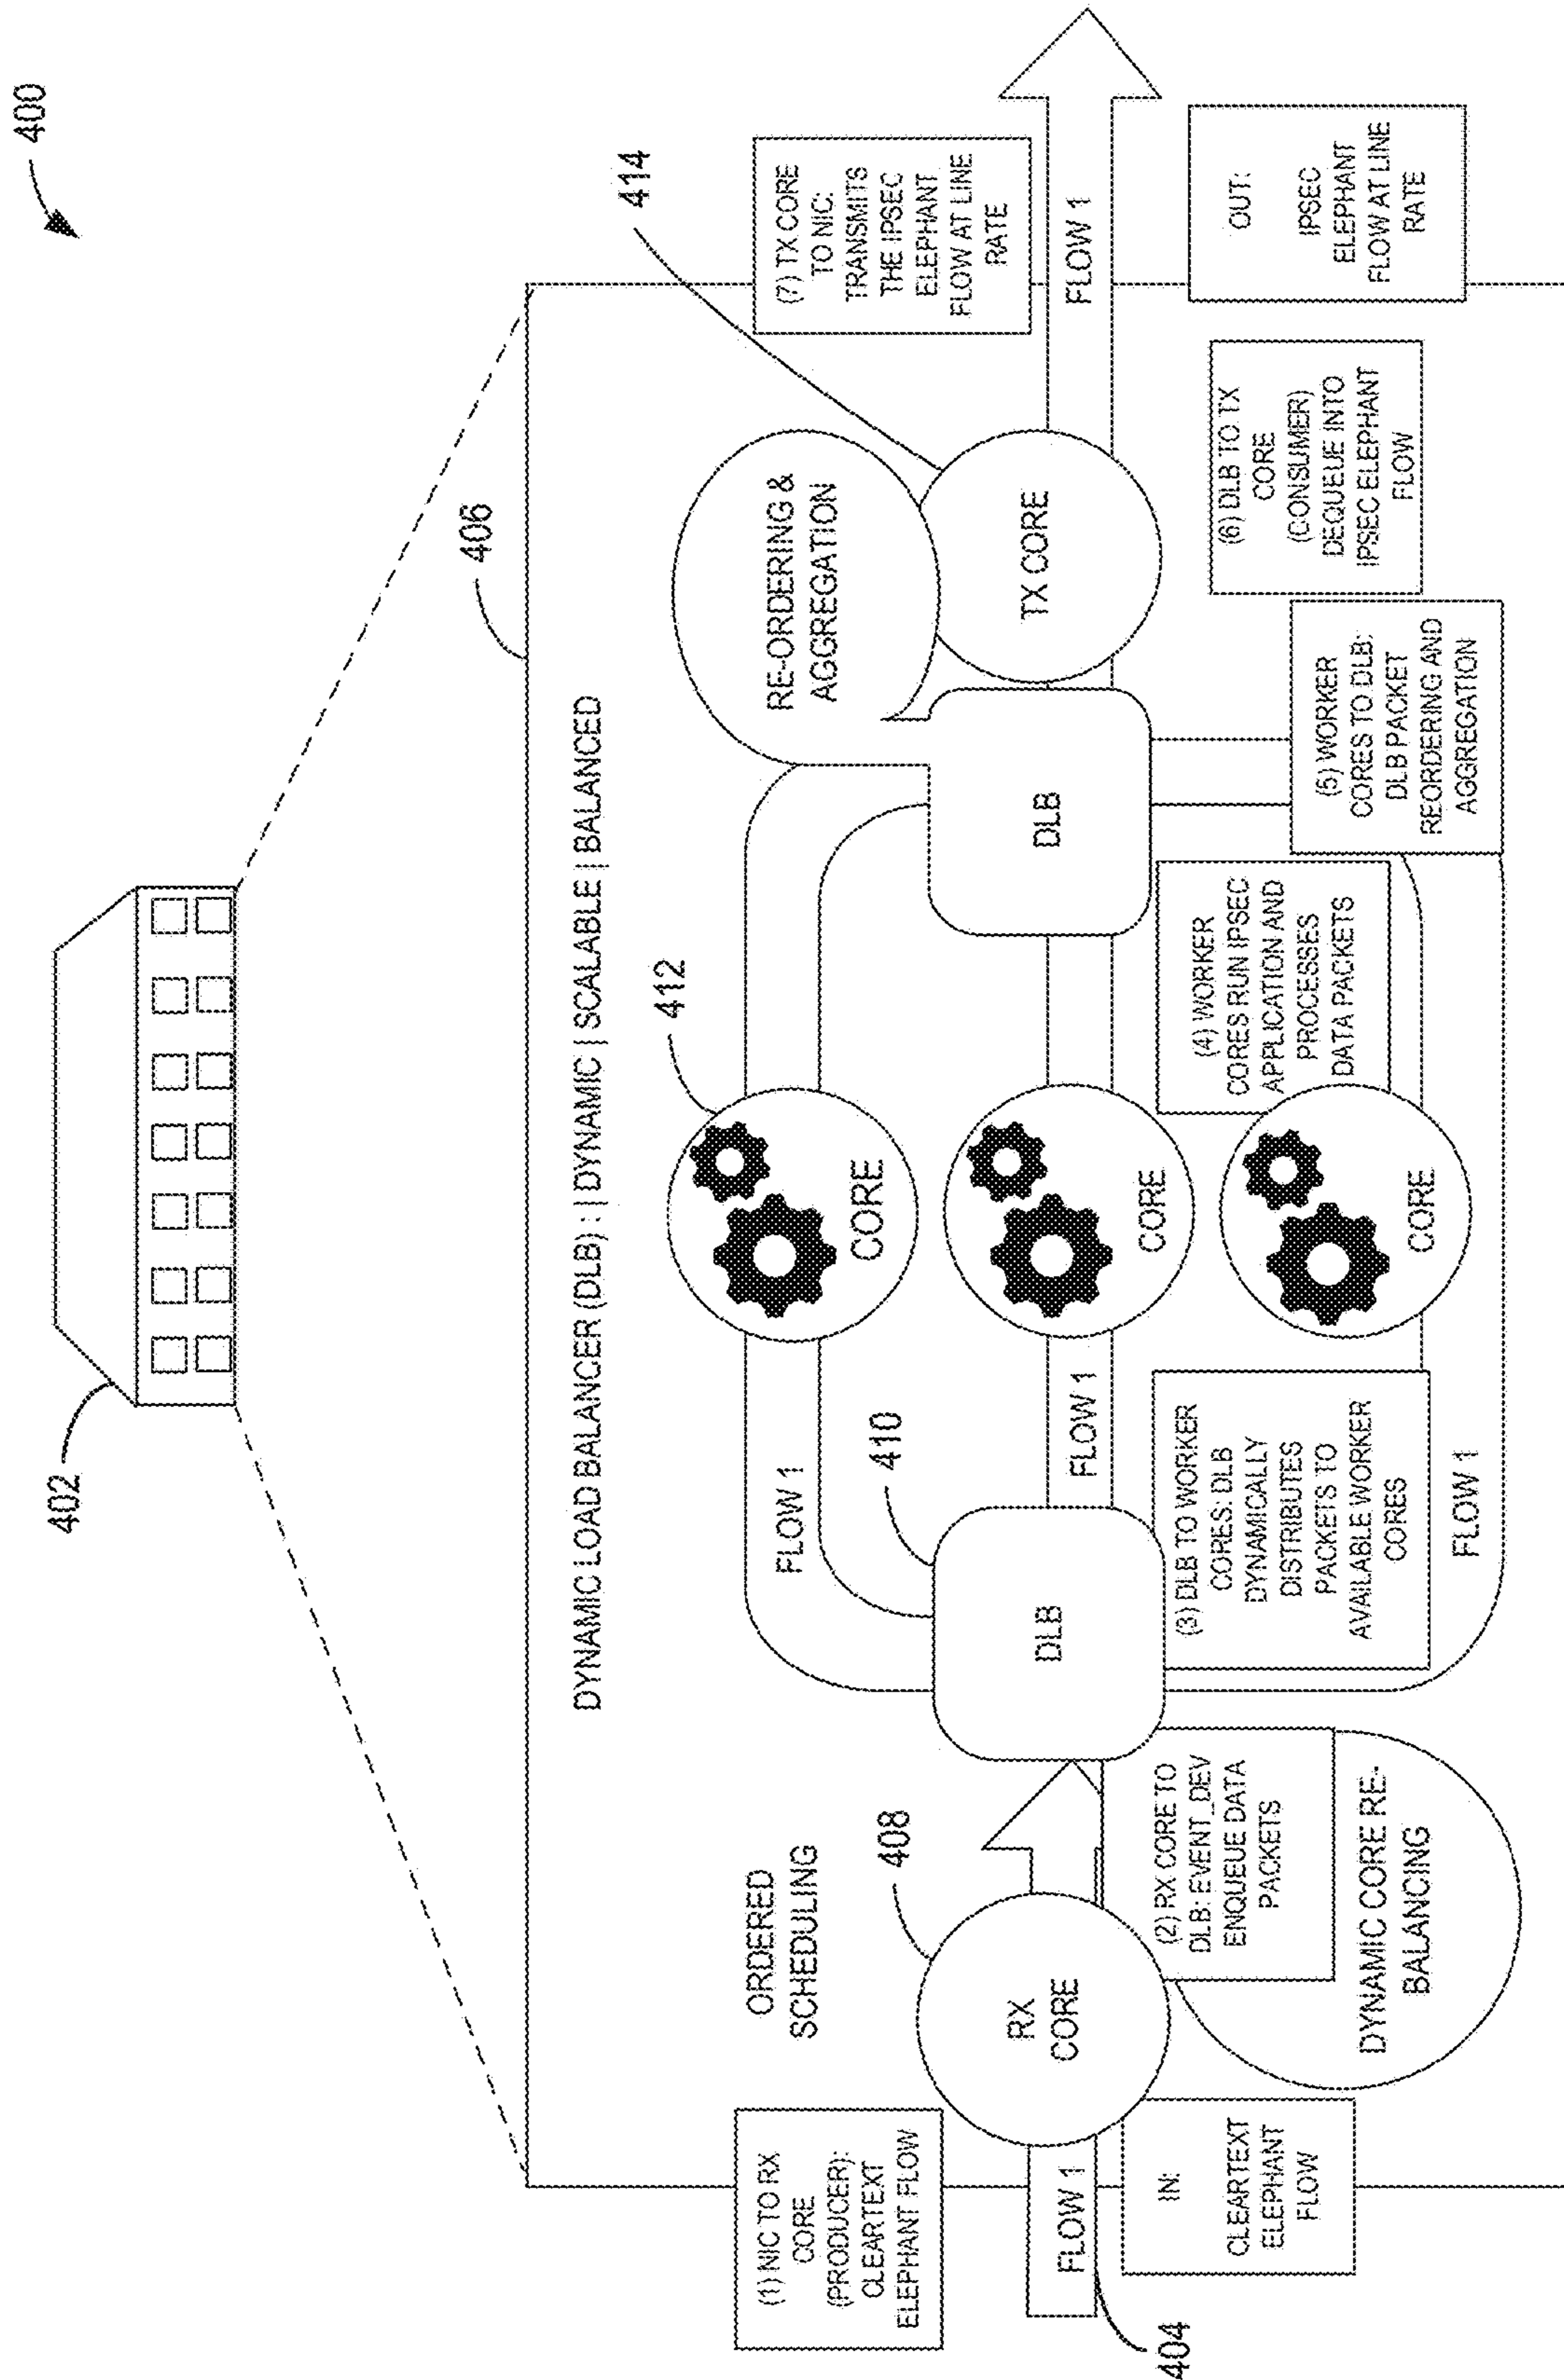 400
402
406
DYNAMIC LOAD BALANCER (DLB) : | DYNAMIC | SCALABLE | BALANCED
(1) NIC TO RX
CORE
(PRODUCER):
CLEARTEXT
ELEPHANT FLOW
ORDERED
SCHEDULING
FLOW 1
404
IN:
CLEARTEXT
ELEPHANT
FLOW
RX
CORE
408
(2) RX CORE TO
DLB: EVENT_DEV
ENQUEUE DATA
PACKETS
DYNAMIC CORE RE-
BALANCING
DLB
410
FLOW 1
FLOW 1
(3) DLB TO WORKER
CORES: DLB
DYNAMICALLY
DISTRIBUTES
PACKETS TO
AVAILABLE WORKER
CORES
FLOW 1
412
CORE
CORE
CORE
(4) WORKER
CORES RUN IPSEC
APPLICATION AND
PROCESSES
DATA PACKETS
DLB
(5) WORKER
CORES TO DLB:
DLB PACKET
REORDERING AND
AGGREGATION
RE-ORDERING &
AGGREGATION
TX CORE
414
(6) DLB TO TX
CORE
(CONSUMER)
DEQUEUE INTO
IPSEC ELEPHANT
FLOW
(7) TX CORE
TO NIC:
TRANSMITS
THE IPSEC
ELEPHANT
FLOW AT LINE
RATE
FLOW 1
OUT:
IPSEC
ELEPHANT
FLOW AT LINE
RATE